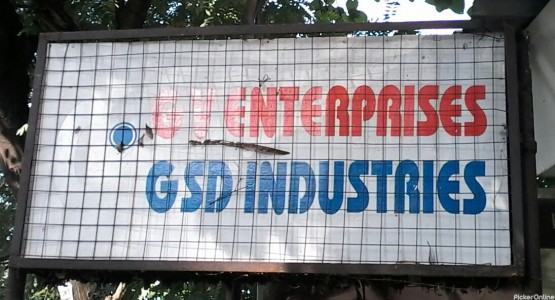 G V ENTERPRISES
GSD INDUSTRIES
PickerOnline